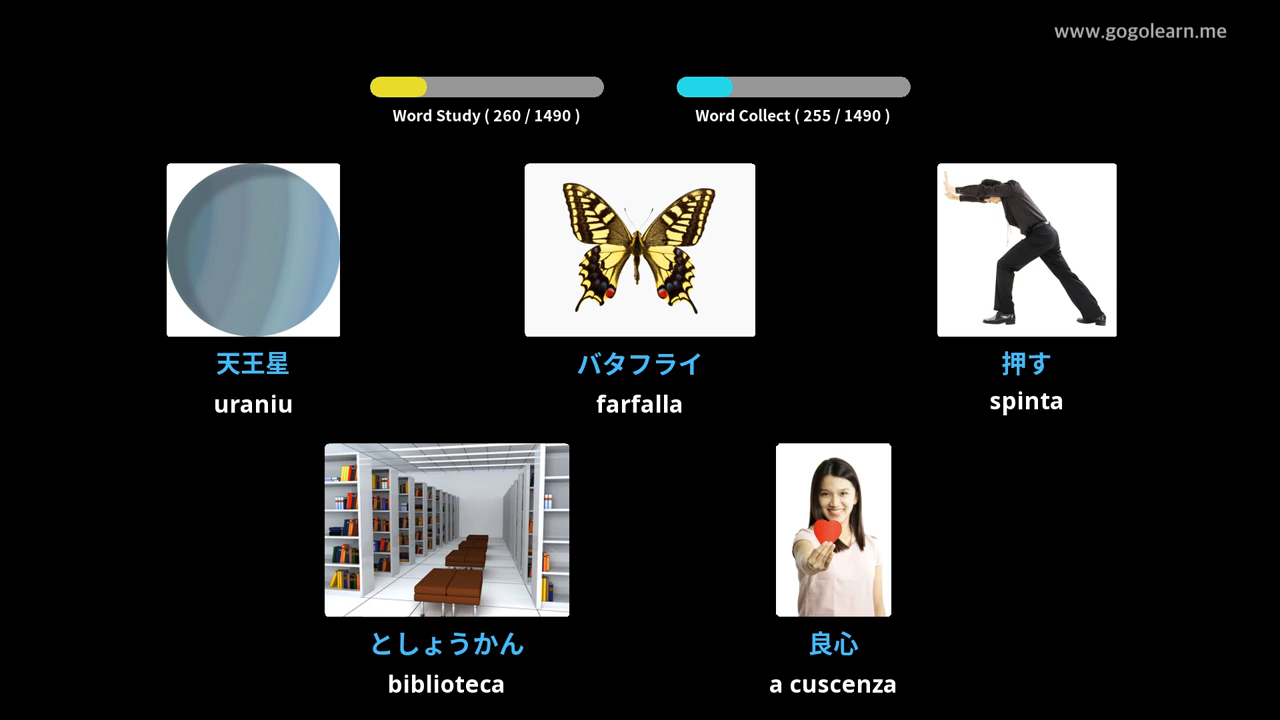 www.gogolearn.me
Word Study ( 260 / 1490 )
Word Collect ( 255 / 1490 )
天王星
uraniu
バタフライ
farfalla
押す
spinta
としょうかん
biblioteca
良心
a cuscenza